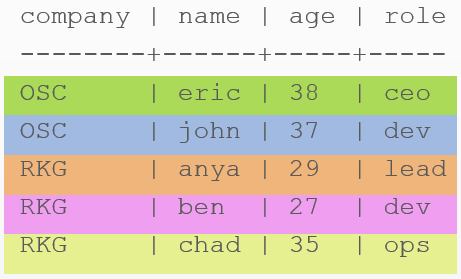 company | name | age | role
--------+------+-----+-----
OSC     | eric | 38  | ceo
OSC     | john | 37  | dev
RKG     | anya | 29  | lead
RKG     | ben  | 27  | dev
RKG     | chad | 35  | ops